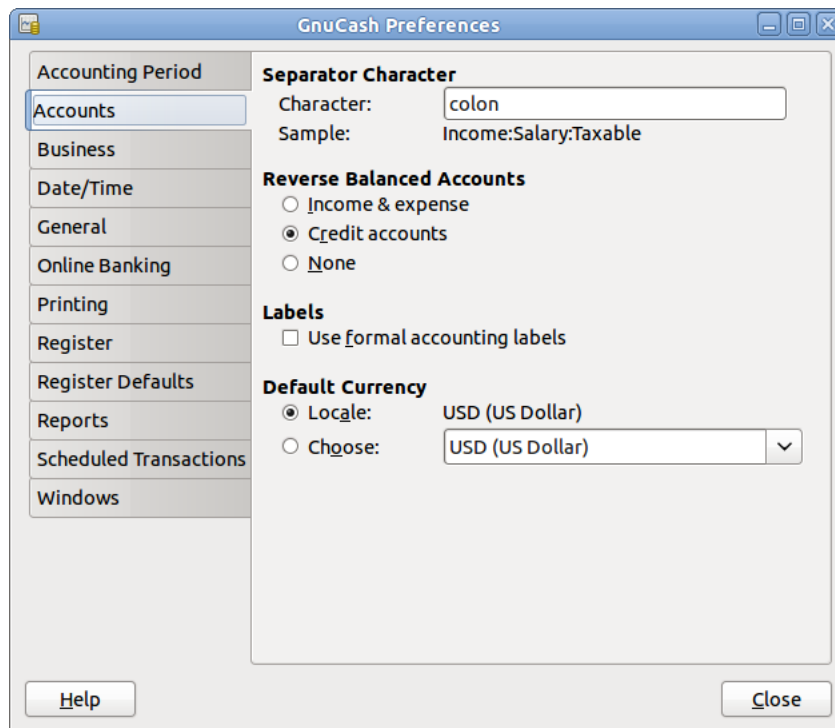 GnuCash Preferences
Accounting Period
Accounts
Business
Date/Time
General
Online Banking
Printing
Register
Register Defaults
Reports
Scheduled Transactions
Windows
Separator Character
Character: colon
Sample: Income:Salary:Taxable
Reverse Balanced Accounts
Income & expense
Credit accounts
None
Labels
Use formal accounting labels
Default Currency
Locale: USD (US Dollar)
Choose: USD (US Dollar)
Help
Close